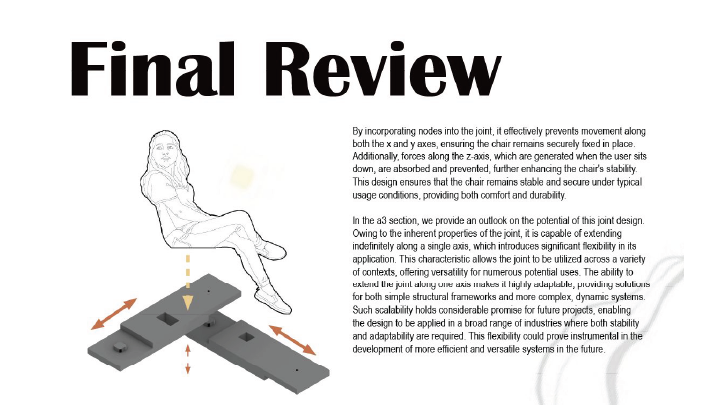 Final Review
By incorporating nodes into the joint, it effectively prevents movement along
both the x and y axes, ensuring the chair remains securely fixed in place.
Additionally, forces along the z-axis, which are generated when the user sits
down, are absorbed and prevented, further enhancing the chair's stability.
This design ensures that the chair remains stable and secure under typical
usage conditions, providing both comfort and durability.
In the a3 section, we provide an outlook on the potential of this joint design.
Owing to the inherent properties of the joint, it is capable of extending
indefinitely along a single axis, which introduces significant flexibility in its
application. This characteristic allows the joint to be utilized across a variety
of contexts, offering versatility for numerous potential uses. The ability to
extend the joint along one axis makes it highly adaptable, providing solutions
for both simple structural frameworks and more complex, dynamic systems.
Such scalability holds considerable promise for future projects, enabling
the design to be applied in a broad range of industries where both stability
and adaptability are required. This flexibility could prove instrumental in the
development of more efficient and versatile systems in the future.